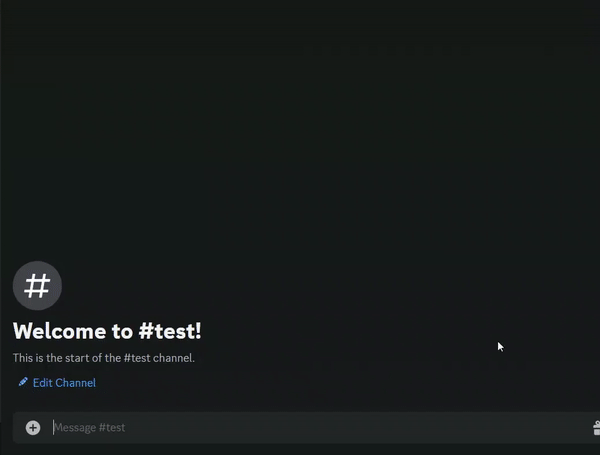 #
Welcome to #test!
This is the start of the #test channel.
Edit Channel
Message #test